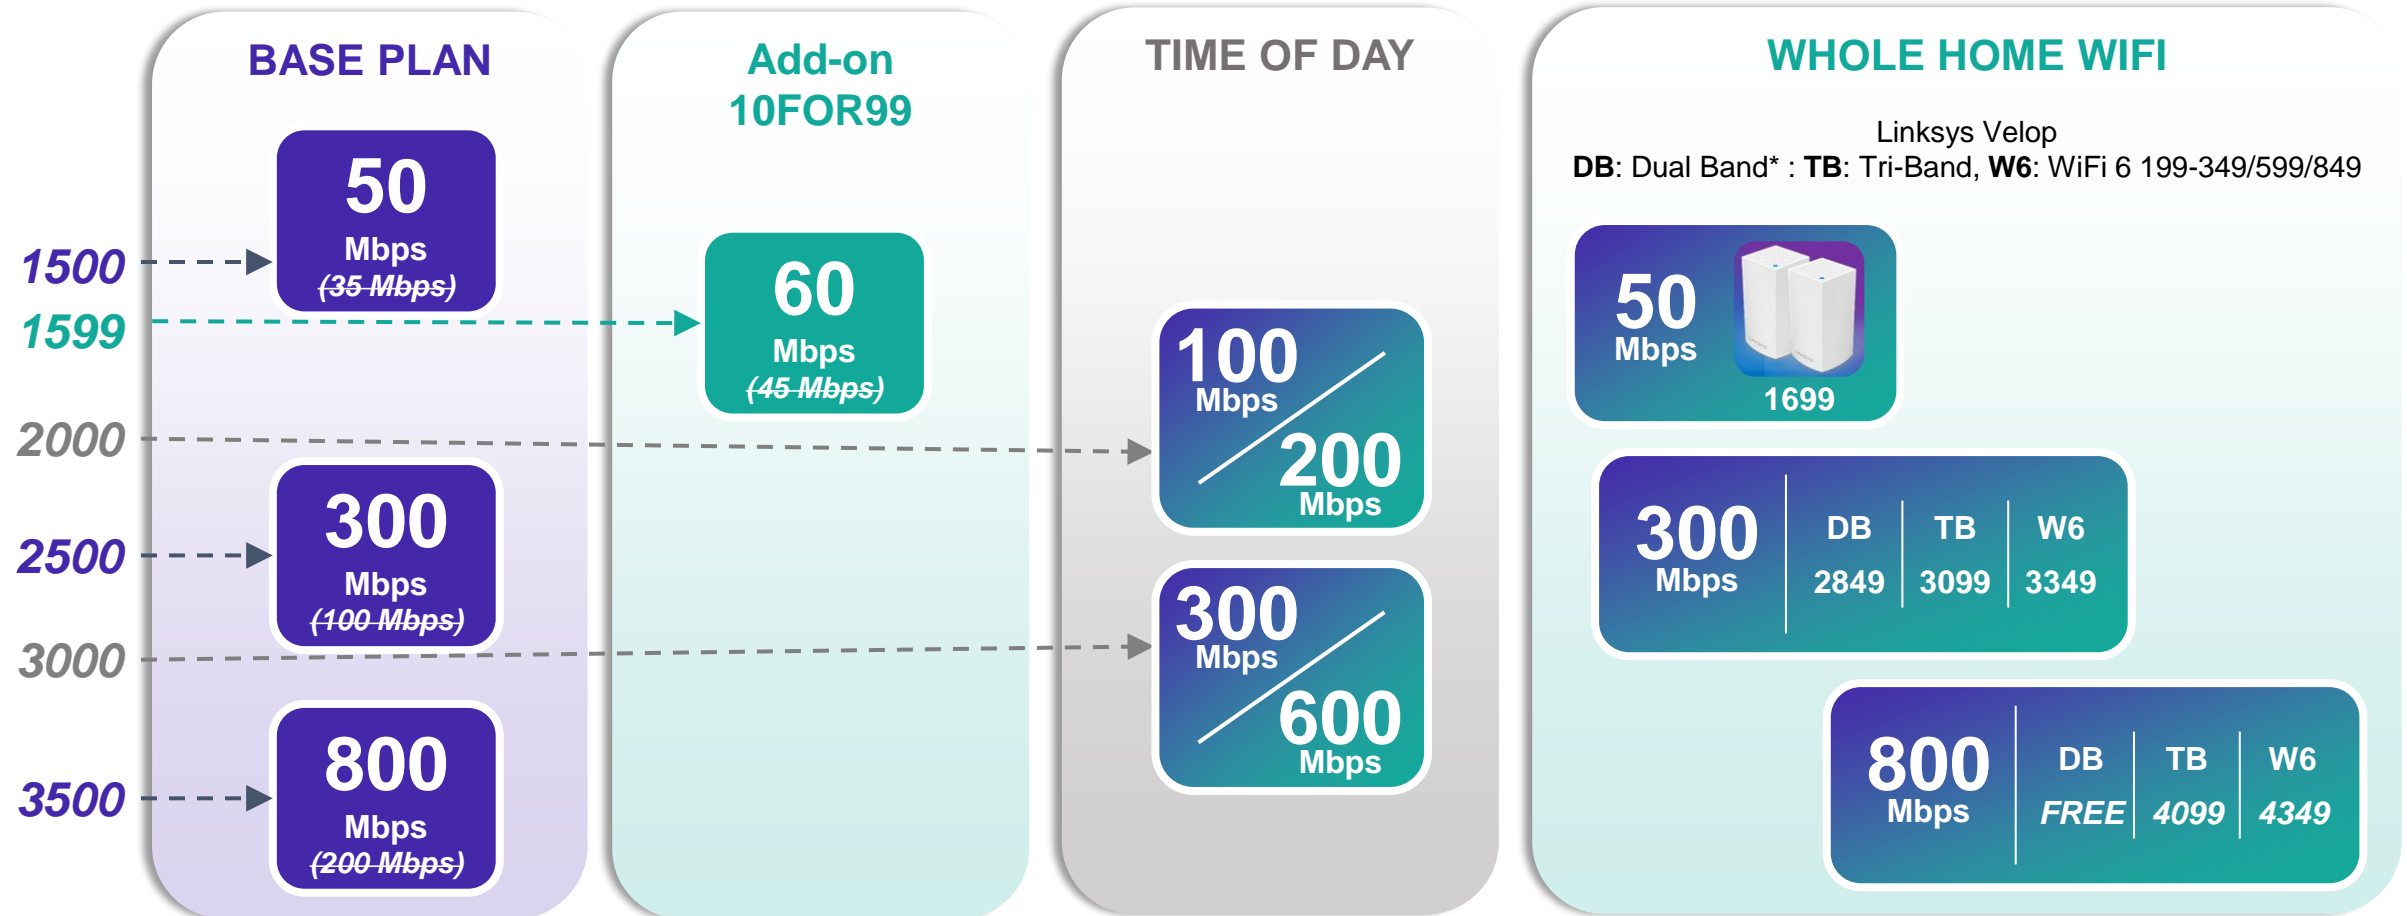 BASE PLAN
50
Mbps
(35 Mbps)
300
Mbps
(100 Mbps)
800
Mbps
(200 Mbps)
1500
1599
2000
2500
3000
3500
Add-on
10FOR99
60
Mbps
(45 Mbps)
TIME OF DAY
100
Mbps
200
Mbps
300
Mbps
600
Mbps
WHOLE HOME WIFI
Linksys Velop
DB: Dual Band* : TB: Tri-Band, W6: WiFi 6 199-349/599/849
50
Mbps
1699
300
Mbps
DB TB W6
2849 3099 3349
800
Mbps
DB TB W6
FREE 4099 4349